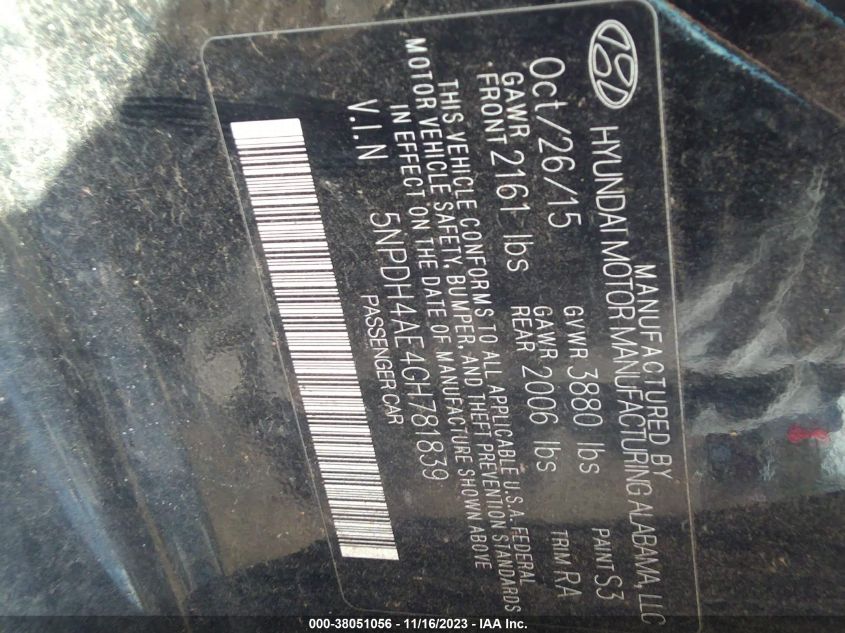 MANUFACTURED BY
HYUNDAI MOTOR MANUFACTURING ALABAMA, LLC
Oct/26/15 GVWR 3880 lbs PAINT S3
GAWR FRONT 2161 lbs GAWR REAR 2006 lbs TRIM RA
THIS VEHICLE CONFORMS TO ALL APPLICABLE U.S.A. FEDERAL
MOTOR VEHICLE SAFETY, BUMPER, AND THEFT PREVENTION STANDARDS
IN EFFECT ON THE DATE OF MANUFACTURE SHOWN ABOVE
V.I.N 5NPDH4AE4GH781839
PASSENGER CAR
000-38051056 - 11/16/2023 - IAA Inc.